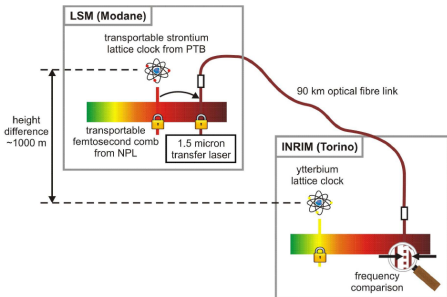 LSM (Modane)
transportable strontium
lattice clock from PTB
height
difference
~1000 m
transportable
femtosecond comb
from NPL
1.5 micron
transfer laser
90 km optical fibre link
INRIM (Torino)
ytterbium
lattice clock
frequency
comparison